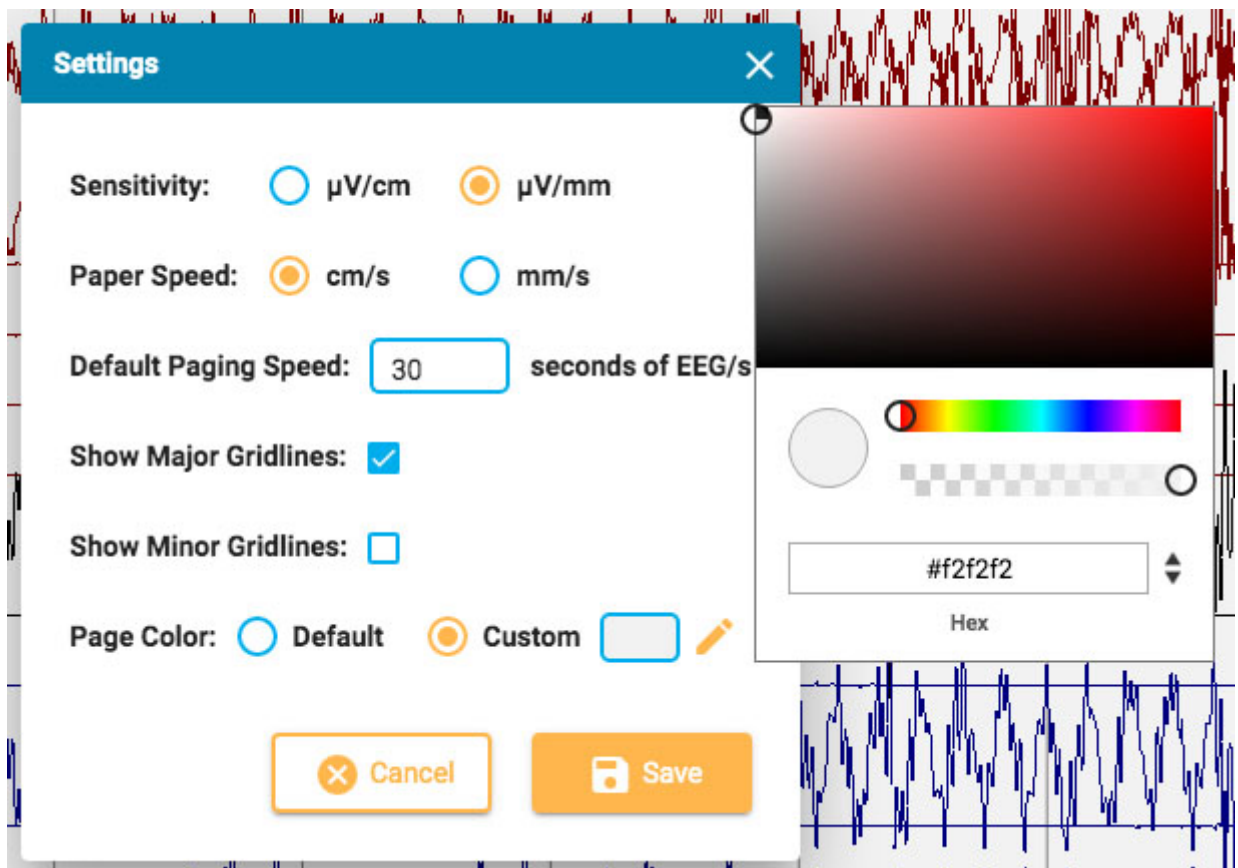 Settings
Sensitivity: µV/cm µV/mm
Paper Speed: cm/s mm/s
Default Paging Speed: 30 seconds of EEG/s
Show Major Gridlines:
Show Minor Gridlines:
Page Color: Default Custom
Cancel Save
#f2f2f2
Hex